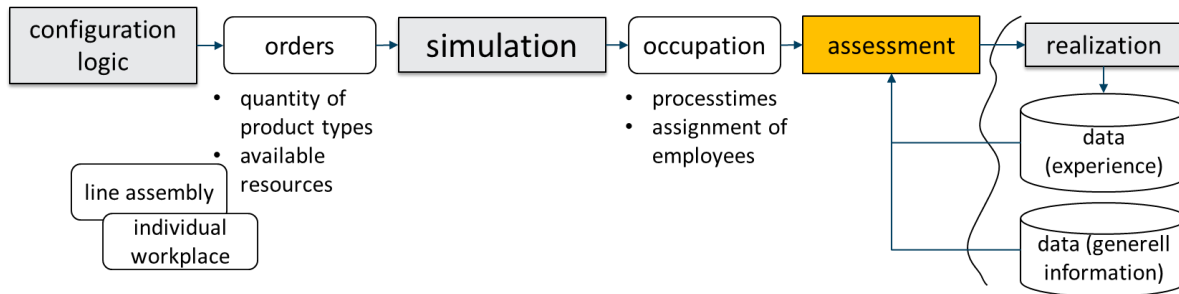 configuration
logic
orders
simulation
occupation
assessment
realization
• quantity of
product types
• available
resources
• processtimes
• assignment of
employees
data
(experience)
line assembly
individual
workplace
data (generell
information)